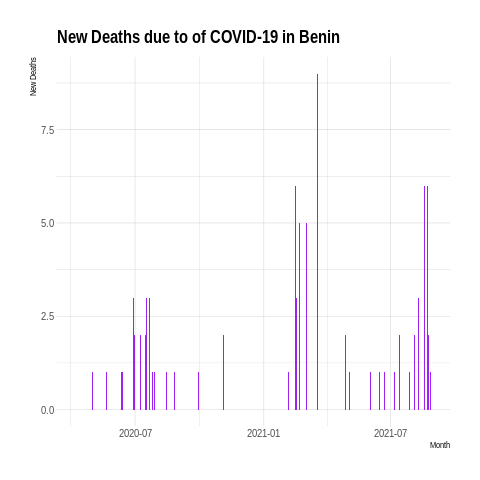 New Deaths due to of COVID-19 in Benin
New Deaths
7.5
5.0
2.5
0.0
2020-07
2021-01
2021-07
Month